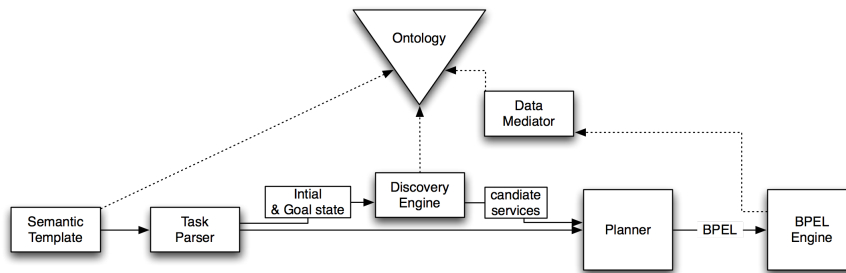 Ontology
Data
Mediator
Intial
& Goal state
Discovery
Engine
candiate
services
Semantic
Template
Task
Parser
Planner
BPEL
BPEL
Engine